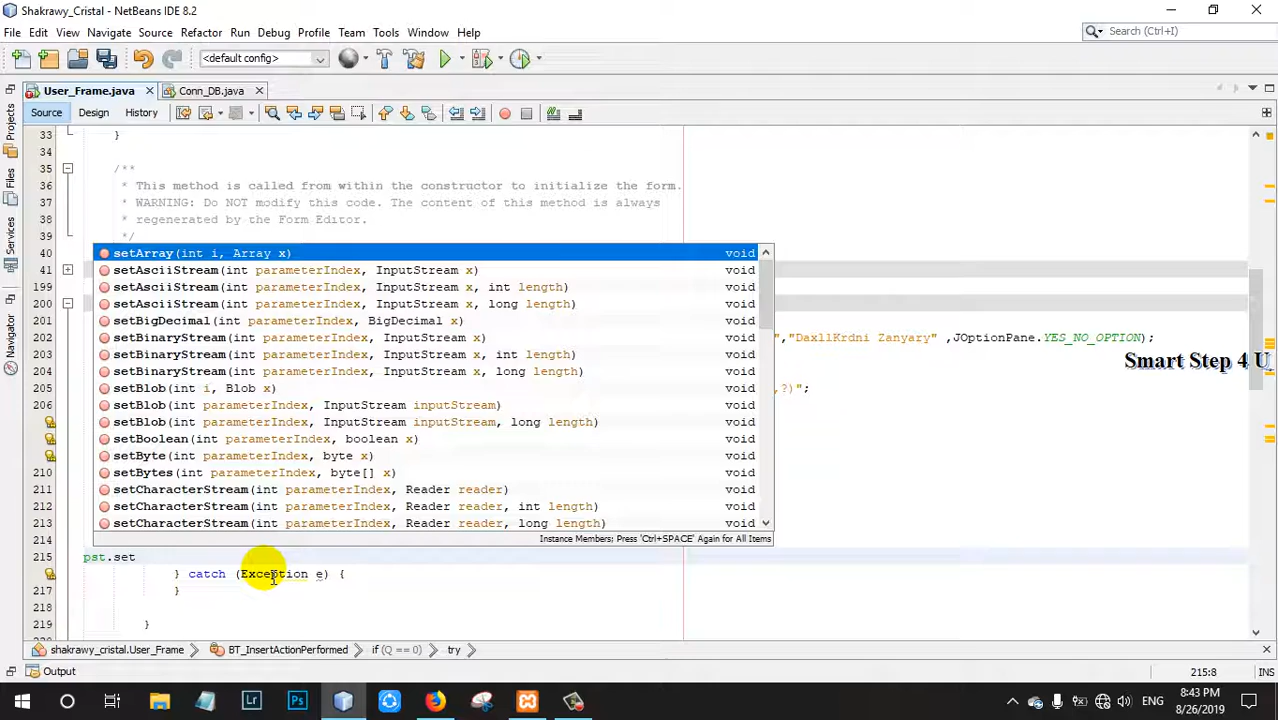 Shakrawy_Cristal - NetBeans IDE 8.2
File Edit View Navigate Source Refactor Run Debug Profile Team Tools Window Help
Search (Ctrl+I)
<default config>
User_Frame.java Conn_DB.java
Source Design History
Projects
Files
Services
Navigator
33 }
34
35 /**
36 * This method is called from within the constructor to initialize the form.
37 * WARNING: Do NOT modify this code. The content of this method is always
38 * regenerated by the Form Editor.
39 */
40 setArray(int i, Array x) void
41 setAsciiStream(int parameterIndex, InputStream x) void
199 setAsciiStream(int parameterIndex, InputStream x, int length) void
200 setAsciiStream(int parameterIndex, InputStream x, long length) void
201 setBigDecimal(int parameterIndex, BigDecimal x) void
202 setBinaryStream(int parameterIndex, InputStream x) void ","DaxllKrdni Zanyary" ,JOptionPane.YES_NO_OPTION);
203 setBinaryStream(int parameterIndex, InputStream x, int length) void
Smart Step 4 U
204 setBinaryStream(int parameterIndex, InputStream x, long length) void
205 setBlob(int i, Blob x) void ,?)";
206 setBlob(int parameterIndex, InputStream inputStream) void
setBlob(int parameterIndex, InputStream inputStream, long length) void
setBoolean(int parameterIndex, boolean x) void
setByte(int parameterIndex, byte x) void
210 setBytes(int parameterIndex, byte[] x) void
211 setCharacterStream(int parameterIndex, Reader reader) void
212 setCharacterStream(int parameterIndex, Reader reader, int length) void
213 setCharacterStream(int parameterIndex, Reader reader, long length) void
214 Instance Members; Press 'Ctrl+SPACE' Again for All Items
215 pst.set
} catch (Exception e) {
217 }
218
219 }
shakrawy_cristal.User_Frame BT_InsertActionPerformed if (Q == 0) try
Output
215:8 INS
Lr Ps
ENG
8:43 PM
8/26/2019